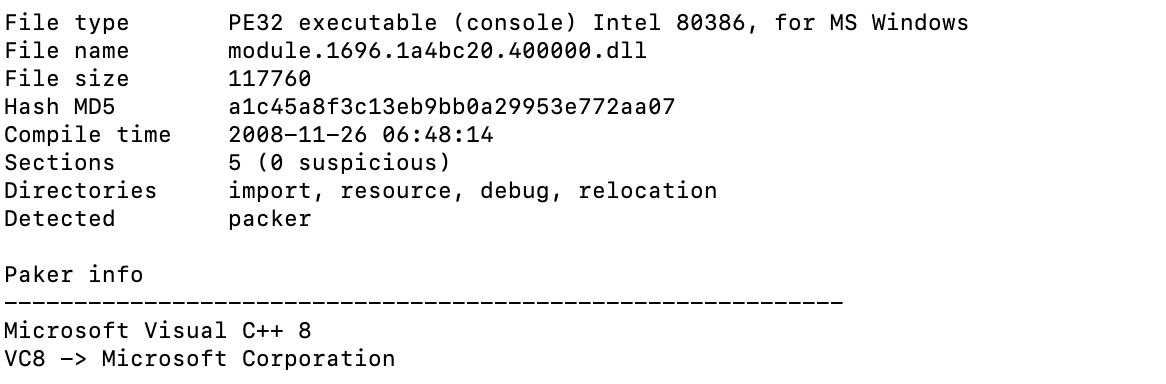 File type       PE32 executable (console) Intel 80386, for MS Windows
File name       module.1696.1a4bc20.400000.dll
File size       117760
Hash MD5        a1c45a8f3c13eb9bb0a29953e772aa07
Compile time    2008-11-26 06:48:14
Sections        5 (0 suspicious)
Directories     import, resource, debug, relocation
Detected        packer
Paker info
------------------------------------------------------------
Microsoft Visual C++ 8
VC8 -> Microsoft Corporation